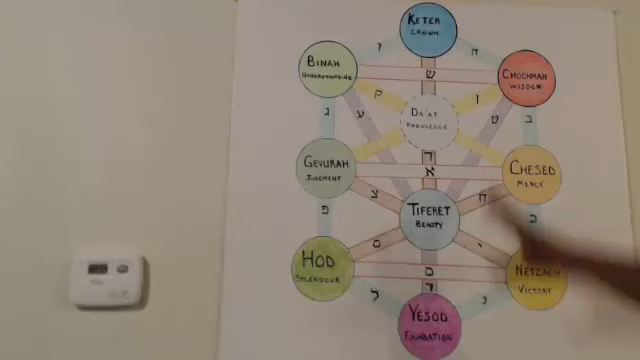 KETER
CROWN
י
ה
BINAH
UNDERSTANDING
ש
CHOCHMAH
WISDOM
ק
ו
ג
ע
DA'AT
KNOWLEDGE
ט
ב
GEVURAH
JUDGEMENT
ד
א
CHESED
MERCY
צ
ח
פ
TIFERET
כ
ס
י
HOD
SPLENDOUR
NETZACH
VICTORY
ל
נ
YESOD
FOUNDATION